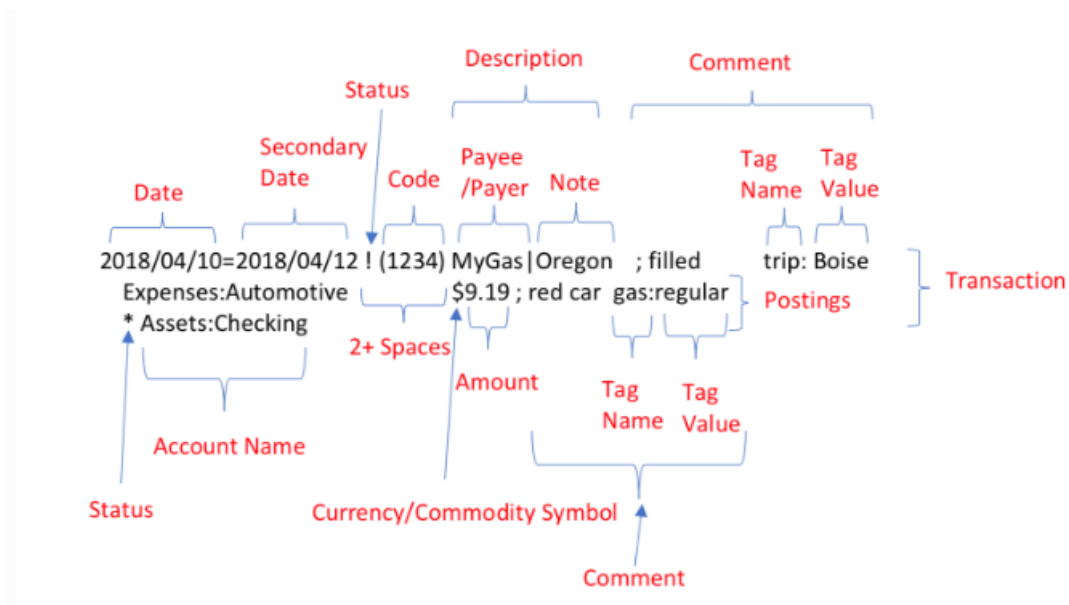 Description
Comment
Status
Secondary
Date
Payee
/Payer
Tag
Name
Tag
Value
Date
Code
Note
2018/04/10=2018/04/12 ! (1234) MyGas|Oregon ; filled trip: Boise
Expenses:Automotive $9.19 ; red car gas:regular
Postings
Transaction
* Assets:Checking
2+ Spaces
Amount
Tag
Name
Tag
Value
Account Name
Status
Currency/Commodity Symbol
Comment